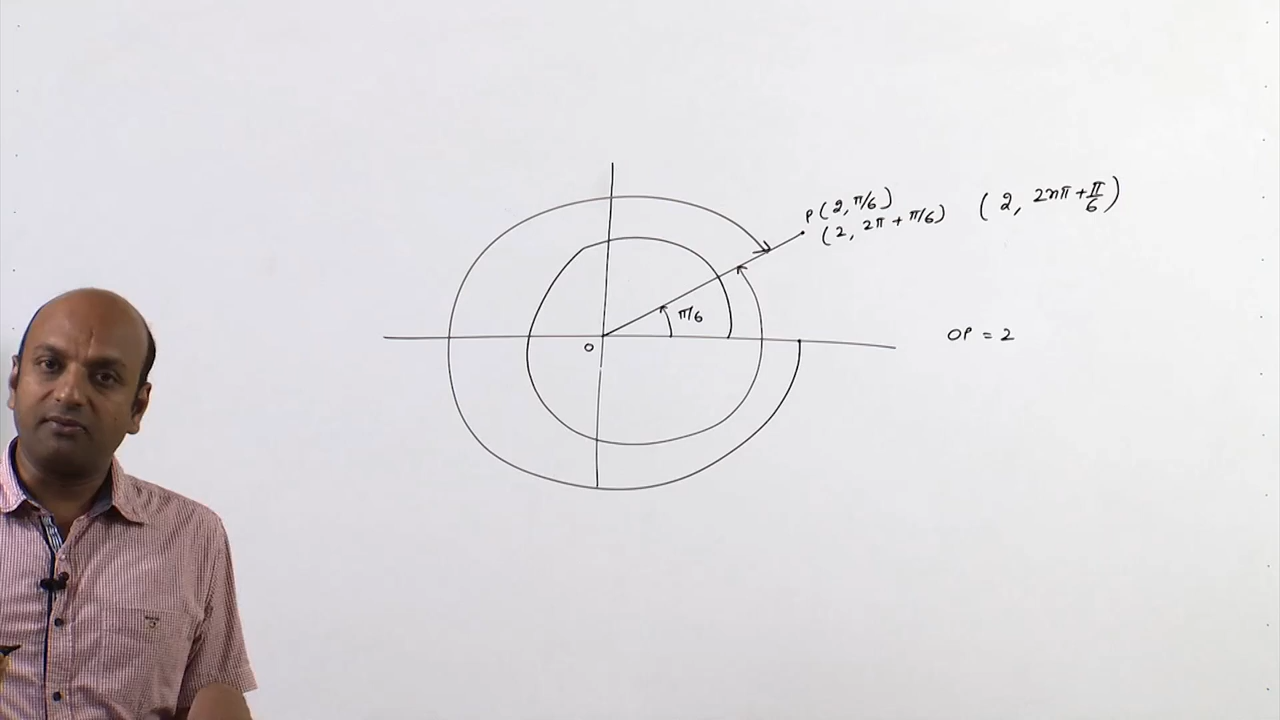 P(2, π/6)
(2, 2π + π/6)
(2, 2nπ + π/6)
π/6
O
OP = 2